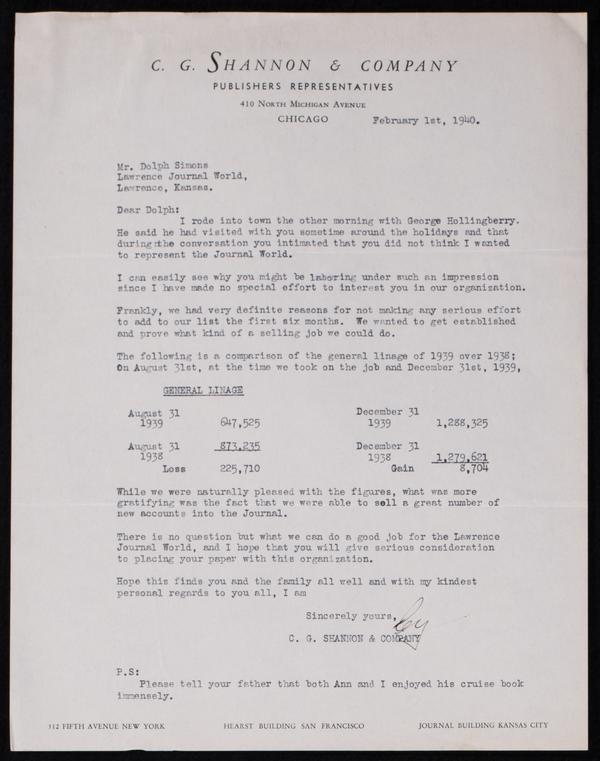 C. G. SHANNON & COMPANY
PUBLISHERS REPRESENTATIVES
410 NORTH MICHIGAN AVENUE
CHICAGO
February 1st, 1940.
Mr. Dolph Simons
Lawrence Journal World,
Lawrence, Kansas.
Dear Dolph:
I rode into town the other morning with George Hollingberry.
He said he had visited with you sometime around the holidays and that
during the conversation you intimated that you did not think I wanted
to represent the Journal World.
I can easily see why you might be laboring under such an impression
since I have made no special effort to interest you in our organization.
Frankly, we had very definite reasons for not making any serious effort
to add to our list the first six months. We wanted to get established
and prove what kind of a selling job we could do.
The following is a comparison of the general linage of 1939 over 1938;
On August 31st, at the time we took on the job and December 31st, 1939,
GENERAL LINAGE
August 31 December 31
1939 647,525 1939 1,288,325
August 31 873,235 December 31
1938 1938 1,279,621
Loss 225,710 Gain 8,704
While we were naturally pleased with the figures, what was more
gratifying was the fact that we were able to sell a great number of
new accounts into the Journal.
There is no question but what we can do a good job for the Lawrence
Journal World, and I hope that you will give serious consideration
to placing your paper with this organization.
Hope this finds you and the family all well and with my kindest
personal regards to you all, I am
Sincerely yours,
C. G. SHANNON & COMPANY
P.S:
Please tell your father that both Ann and I enjoyed his cruise book
immensely.
312 FIFTH AVENUE NEW YORK HEARST BUILDING SAN FRANCISCO JOURNAL BUILDING KANSAS CITY